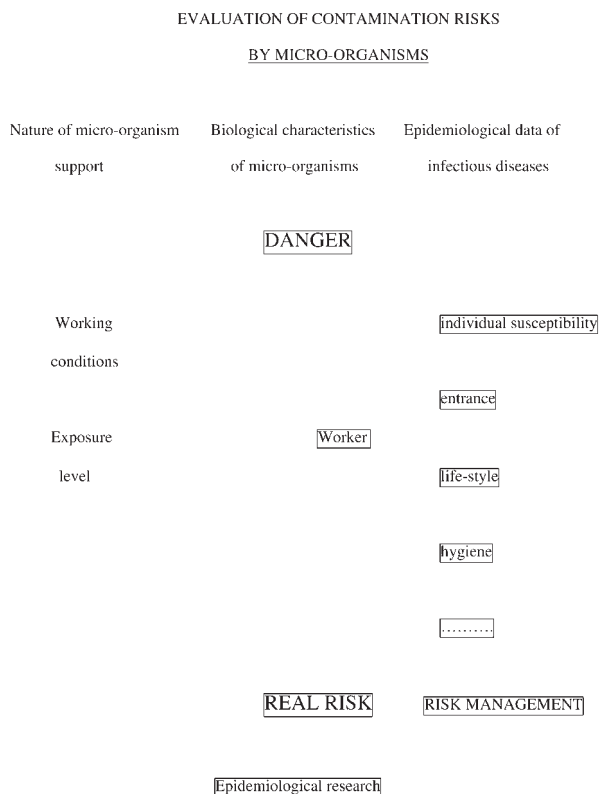 EVALUATION OF CONTAMINATION RISKS
BY MICRO-ORGANISMS
Nature of micro-organism support
Biological characteristics of micro-organisms
Epidemiological data of infectious diseases
DANGER
Working conditions
individual susceptibility
entrance
Exposure level
Worker
life-style
hygiene
..........
REAL RISK
RISK MANAGEMENT
Epidemiological research